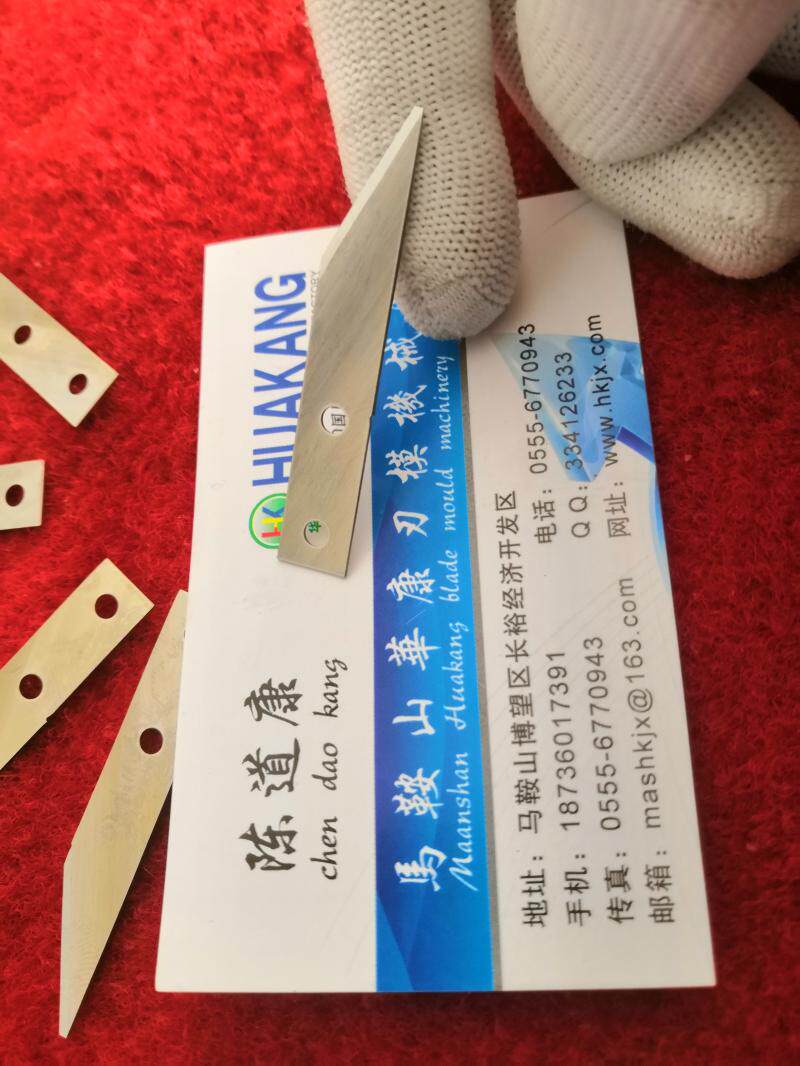 HUAKANG
HK
华
国
陈道康
chen dao kang
馬鞍山華康刃模機械
Maanshan Huakang blade mould machinery
地址：马鞍山博望区长裕经济开发区
手机：18736017391 电话：0555-6770943
传真：0555-6770943 Q Q：334126233
邮箱：mashkjx@163.com 网址：www.hkjx.com